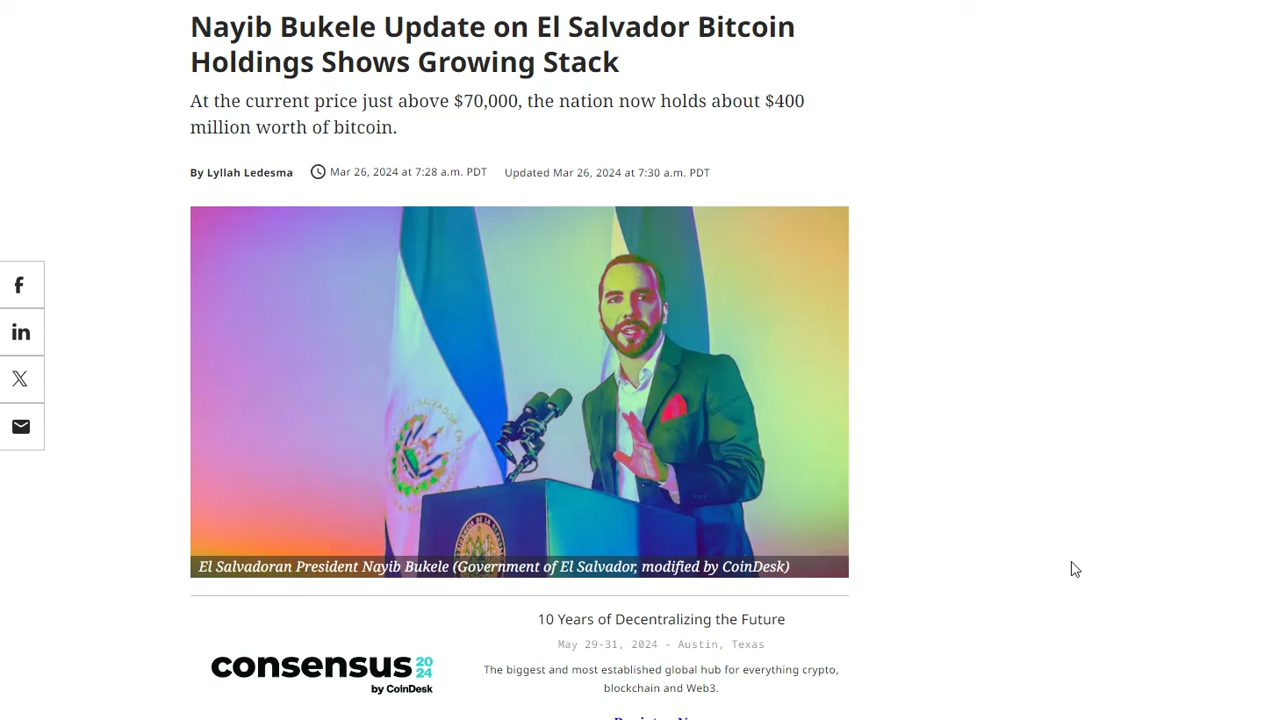 Nayib Bukele Update on El Salvador Bitcoin
Holdings Shows Growing Stack
At the current price just above $70,000, the nation now holds about $400
million worth of bitcoin.
By Lyllah Ledesma Mar 26, 2024 at 7:28 a.m. PDT Updated Mar 26, 2024 at 7:30 a.m. PDT
El Salvadoran President Nayib Bukele (Government of El Salvador, modified by CoinDesk)
10 Years of Decentralizing the Future
May 29-31, 2024 - Austin, Texas
The biggest and most established global hub for everything crypto,
blockchain and Web3.
consensus 2024
by CoinDesk